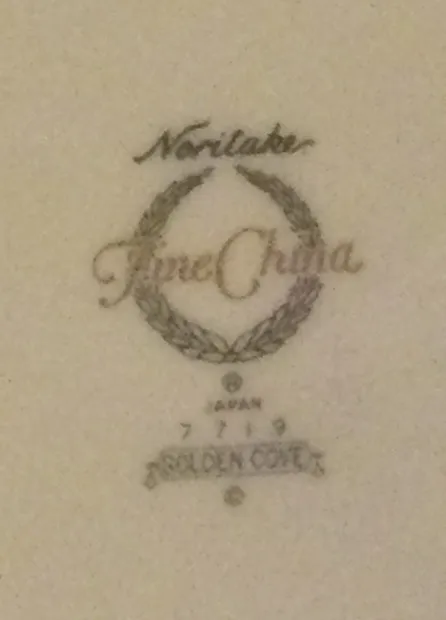 Noritake
Fine China
®
JAPAN
7719
GOLDEN COVE
©